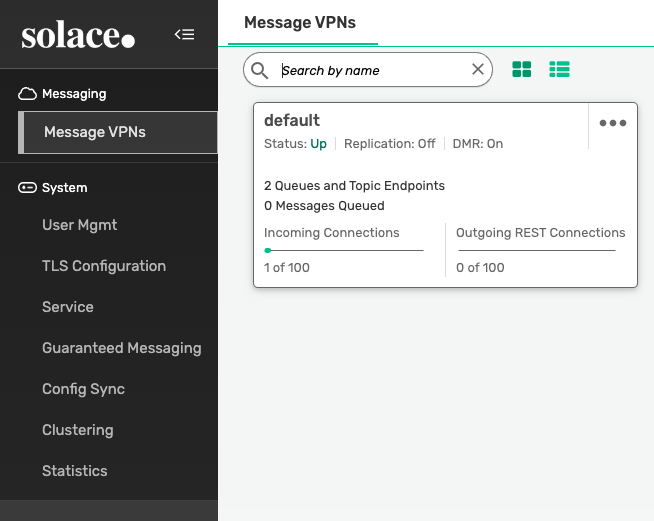 solace.
Messaging
Message VPNs
System
User Mgmt
TLS Configuration
Service
Guaranteed Messaging
Config Sync
Clustering
Statistics
Message VPNs
Search by name
default
Status: Up Replication: Off DMR: On
2 Queues and Topic Endpoints
0 Messages Queued
Incoming Connections Outgoing REST Connections
1 of 100 0 of 100